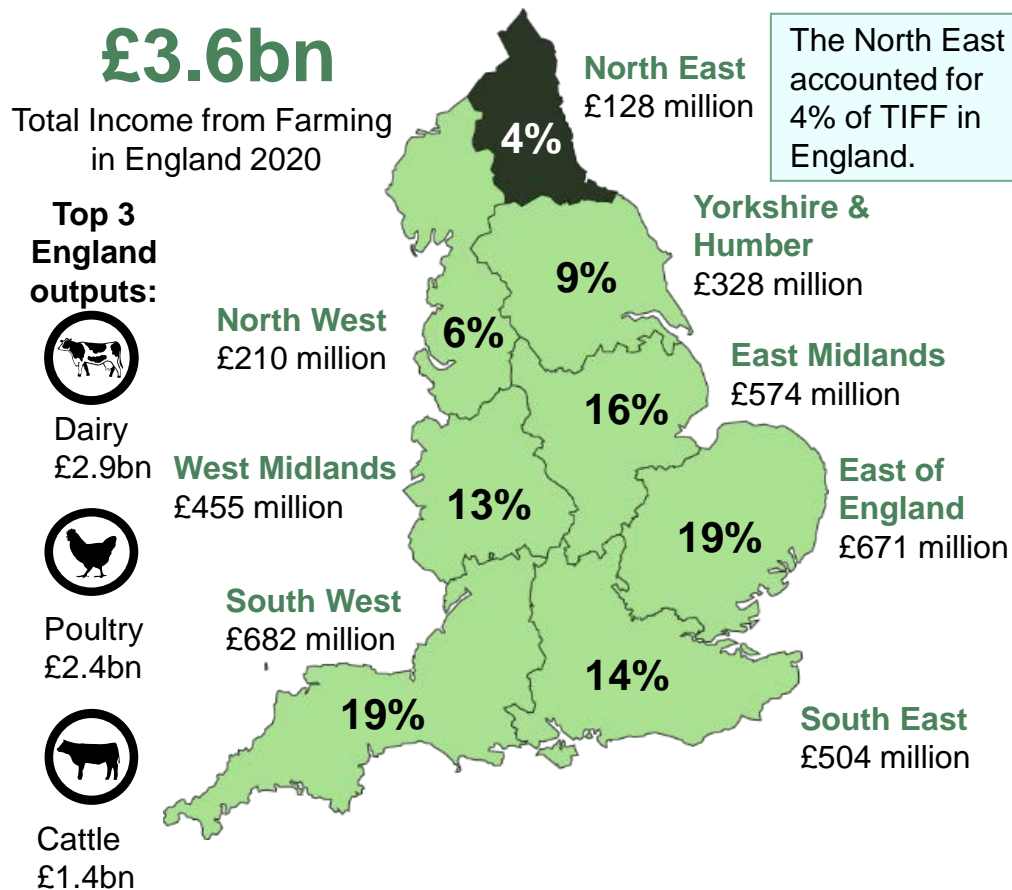 £3.6bn
Total Income from Farming
in England 2020
Top 3
England
outputs:
Dairy
£2.9bn
Poultry
£2.4bn
Cattle
£1.4bn
North East
£128 million
The North East
accounted for
4% of TIFF in
England.
4%
Yorkshire &
Humber
£328 million
9%
North West
£210 million
6%
East Midlands
£574 million
16%
West Midlands
£455 million
13%
East of
England
£671 million
19%
South West
£682 million
19%
14%
South East
£504 million